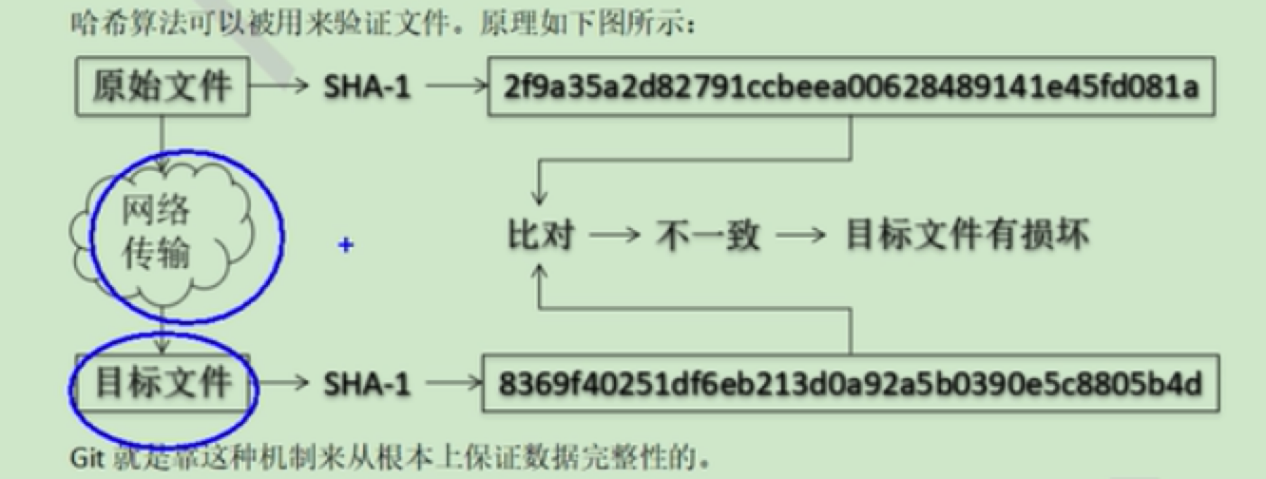 哈希算法可以被用来验证文件。原理如下图所示：
原始文件 SHA-1 2f9a35a2d82791ccbeea00628489141e45fd081a
网络
传输
比对 不一致 目标文件有损坏
目标文件 SHA-1 8369f40251df6eb213d0a92a5b0390e5c8805b4d
Git 就是靠这种机制来从根本上保证数据完整性的。